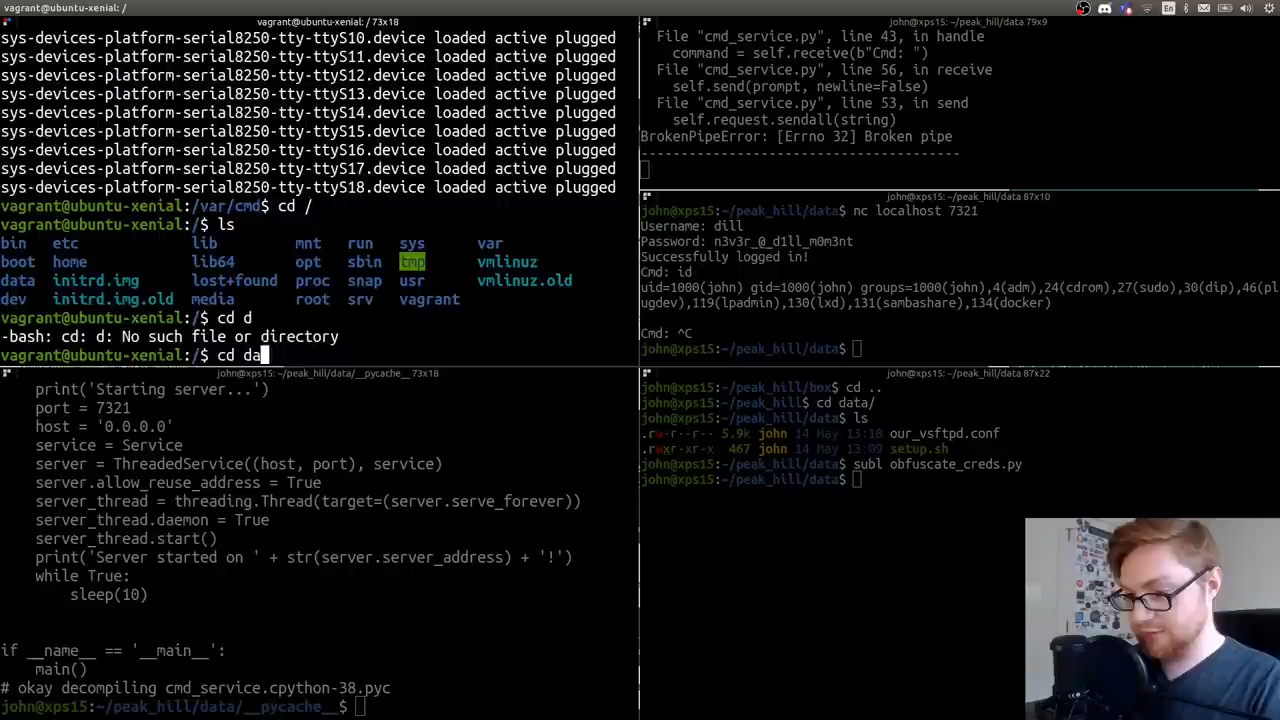 vagrant@ubuntu-xenial: /
En
vagrant@ubuntu-xenial: / 73x18
sys-devices-platform-serial8250-tty-ttyS10.device loaded active plugged
sys-devices-platform-serial8250-tty-ttyS11.device loaded active plugged
sys-devices-platform-serial8250-tty-ttyS12.device loaded active plugged
sys-devices-platform-serial8250-tty-ttyS13.device loaded active plugged
sys-devices-platform-serial8250-tty-ttyS14.device loaded active plugged
sys-devices-platform-serial8250-tty-ttyS15.device loaded active plugged
sys-devices-platform-serial8250-tty-ttyS16.device loaded active plugged
sys-devices-platform-serial8250-tty-ttyS17.device loaded active plugged
sys-devices-platform-serial8250-tty-ttyS18.device loaded active plugged
vagrant@ubuntu-xenial:/var/cmd$ cd /
vagrant@ubuntu-xenial:/$ ls
bin etc lib mnt run sys var
boot home lib64 opt sbin tmp vmlinuz
data initrd.img lost+found proc snap usr vmlinuz.old
dev initrd.img.old media root srv vagrant
vagrant@ubuntu-xenial:/$ cd d
-bash: cd: d: No such file or directory
vagrant@ubuntu-xenial:/$ cd da
john@xps15: ~/peak_hill/data 79x9
File "cmd_service.py", line 43, in handle
command = self.receive(b"Cmd: ")
File "cmd_service.py", line 56, in receive
self.send(prompt, newline=False)
File "cmd_service.py", line 53, in send
self.request.sendall(string)
BrokenPipeError: [Errno 32] Broken pipe
----------------------------------------
john@xps15: ~/peak_hill/data 87x10
john@xps15:~/peak_hill/data$ nc localhost 7321
Username: dill
Password: n3v3r_@_d1ll_m0m3nt
Successfully logged in!
Cmd: id
uid=1000(john) gid=1000(john) groups=1000(john),4(adm),24(cdrom),27(sudo),30(dip),46(pl
ugdev),119(lpadmin),130(lxd),131(sambashare),134(docker)
Cmd: ^C
john@xps15:~/peak_hill/data$
john@xps15: ~/peak_hill/data/__pycache__ 73x18
print('Starting server...')
port = 7321
host = '0.0.0.0'
service = Service
server = ThreadedService((host, port), service)
server.allow_reuse_address = True
server_thread = threading.Thread(target=(server.serve_forever))
server_thread.daemon = True
server_thread.start()
print('Server started on ' + str(server.server_address) + '!')
while True:
sleep(10)
if __name__ == '__main__':
main()
# okay decompiling cmd_service.cpython-38.pyc
john@xps15:~/peak_hill/data/__pycache__$
john@xps15: ~/peak_hill/data 87x22
john@xps15:~/peak_hill/box$ cd ..
john@xps15:~/peak_hill$ cd data/
john@xps15:~/peak_hill/data$ ls
.rw-r--r-- 5.9k john 14 May 13:10 our_vsftpd.conf
.rwxr-xr-x 467 john 14 May 13:09 setup.sh
john@xps15:~/peak_hill/data$ subl obfuscate_creds.py
john@xps15:~/peak_hill/data$